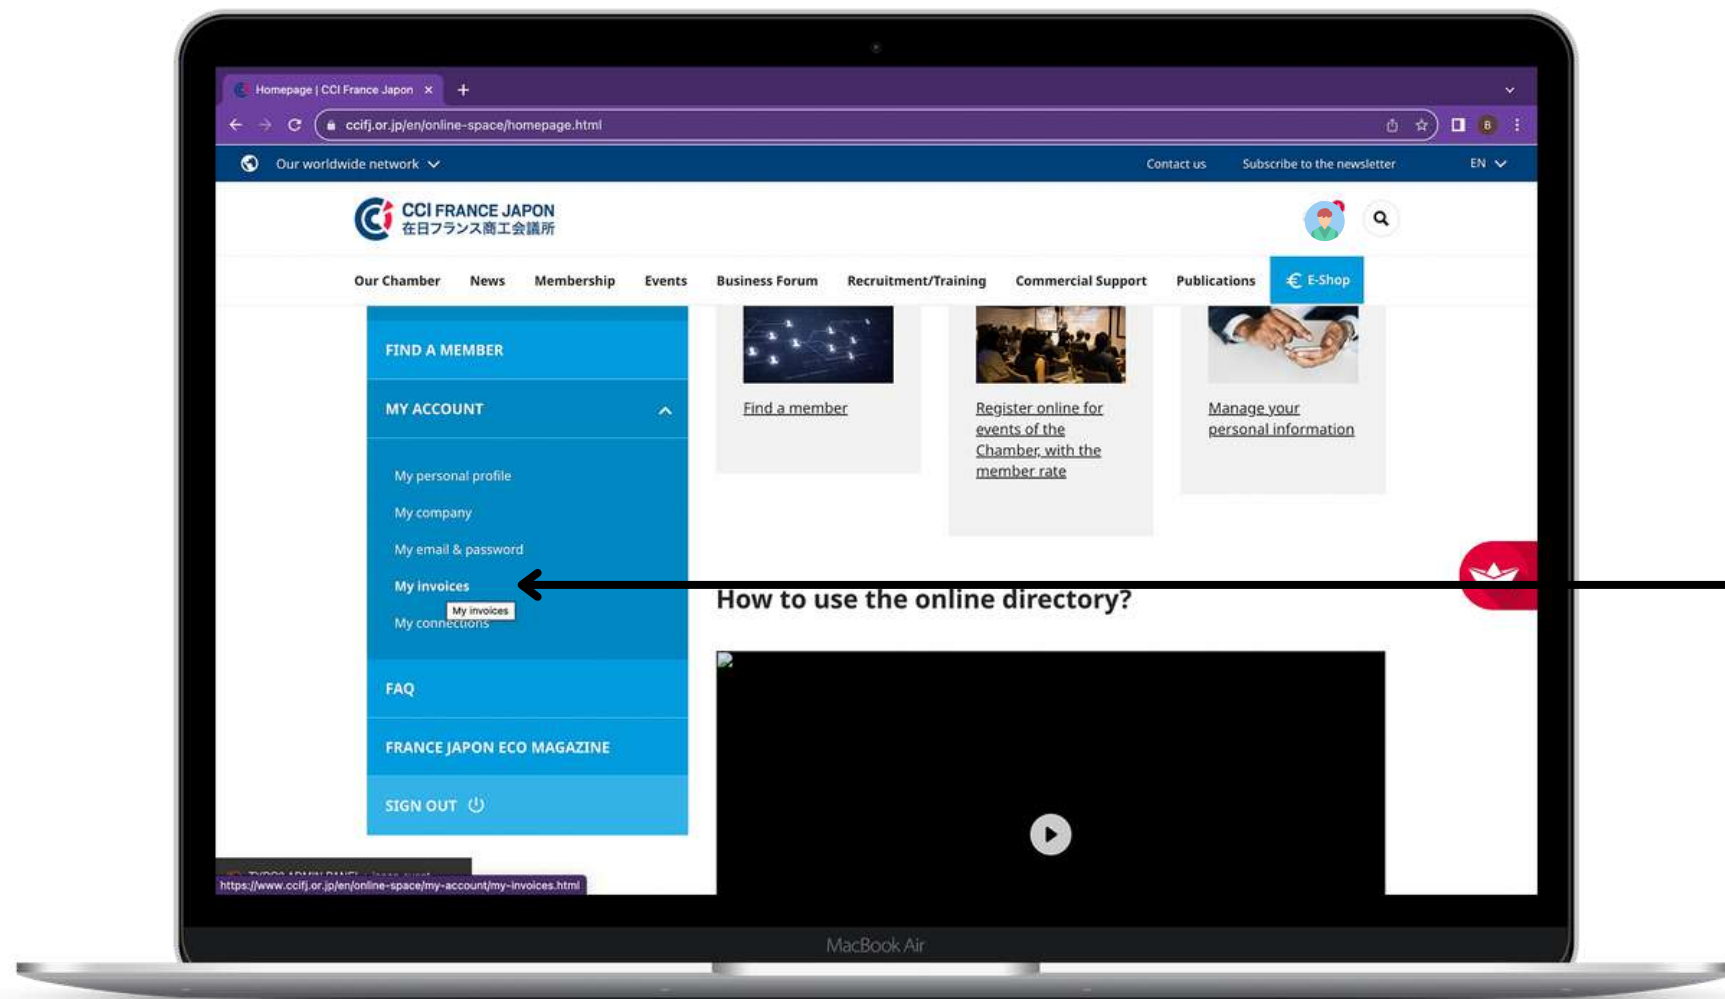 Homepage | CCI France Japon
ccifj.or.jp/en/online-space/homepage.html
B
Our worldwide network
Contact us
Subscribe to the newsletter
EN
CCI FRANCE JAPON
在日フランス商工会議所
Our Chamber
News
Membership
Events
Business Forum
Recruitment/Training
Commercial Support
Publications
€ E-Shop
FIND A MEMBER
MY ACCOUNT
My personal profile
My company
My email & password
My invoices
My invoices
My connections
FAQ
FRANCE JAPON ECO MAGAZINE
SIGN OUT
Find a member
Register online for
events of the
Chamber, with the
member rate
Manage your
personal information
How to use the online directory?
https://www.ccifj.or.jp/en/online-space/my-account/my-invoices.html
MacBook Air